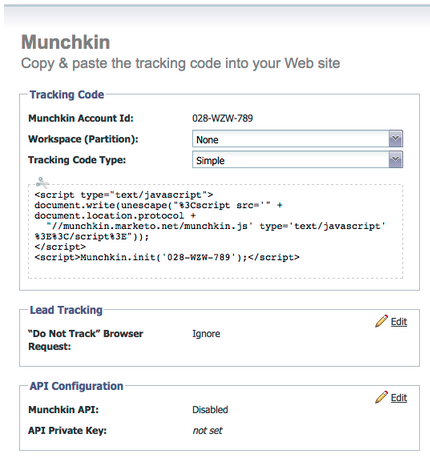 Munchkin
Copy & paste the tracking code into your Web site
Tracking Code
Munchkin Account Id: 028-WZW-789
Workspace (Partition): None
Tracking Code Type: Simple
<script type="text/javascript">
document.write(unescape("%3Cscript src='" +
document.location.protocol +
"//munchkin.marketo.net/munchkin.js' type='text/javascript'
%3E%3C/script%3E"));
</script>
<script>Munchkin.init('028-WZW-789');</script>
Lead Tracking
Edit
“Do Not Track” Browser Ignore
Request:
API Configuration
Edit
Munchkin API: Disabled
API Private Key: not set